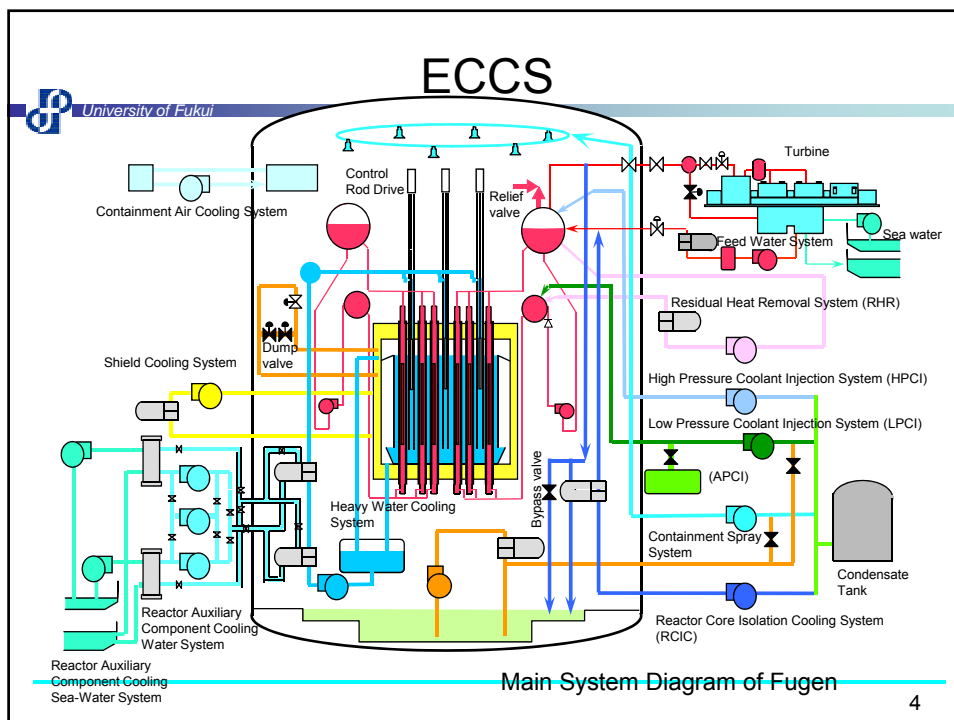 ECCS
University of Fukui
Control
Rod Drive
Relief
valve
Turbine
Containment Air Cooling System
Feed Water System
Sea water
Residual Heat Removal System (RHR)
Dump
valve
Shield Cooling System
High Pressure Coolant Injection System (HPCI)
Low Pressure Coolant Injection System (LPCI)
(APCI)
Bypass valve
Heavy Water Cooling
System
Containment Spray
System
Condensate
Tank
Reactor Auxiliary
Component Cooling
Water System
Reactor Core Isolation Cooling System
(RCIC)
Reactor Auxiliary
Component Cooling
Sea-Water System
Main System Diagram of Fugen
4